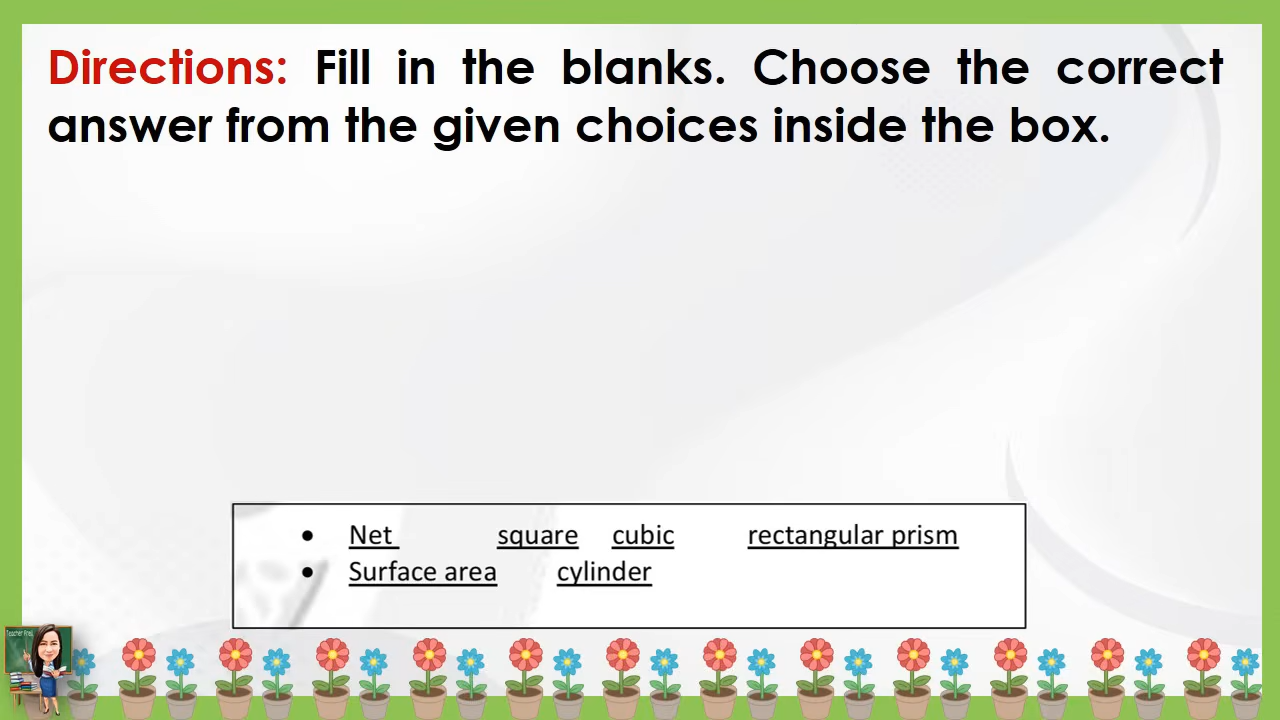 Directions: Fill in the blanks. Choose the correct
answer from the given choices inside the box.
• Net square cubic rectangular prism
• Surface area cylinder